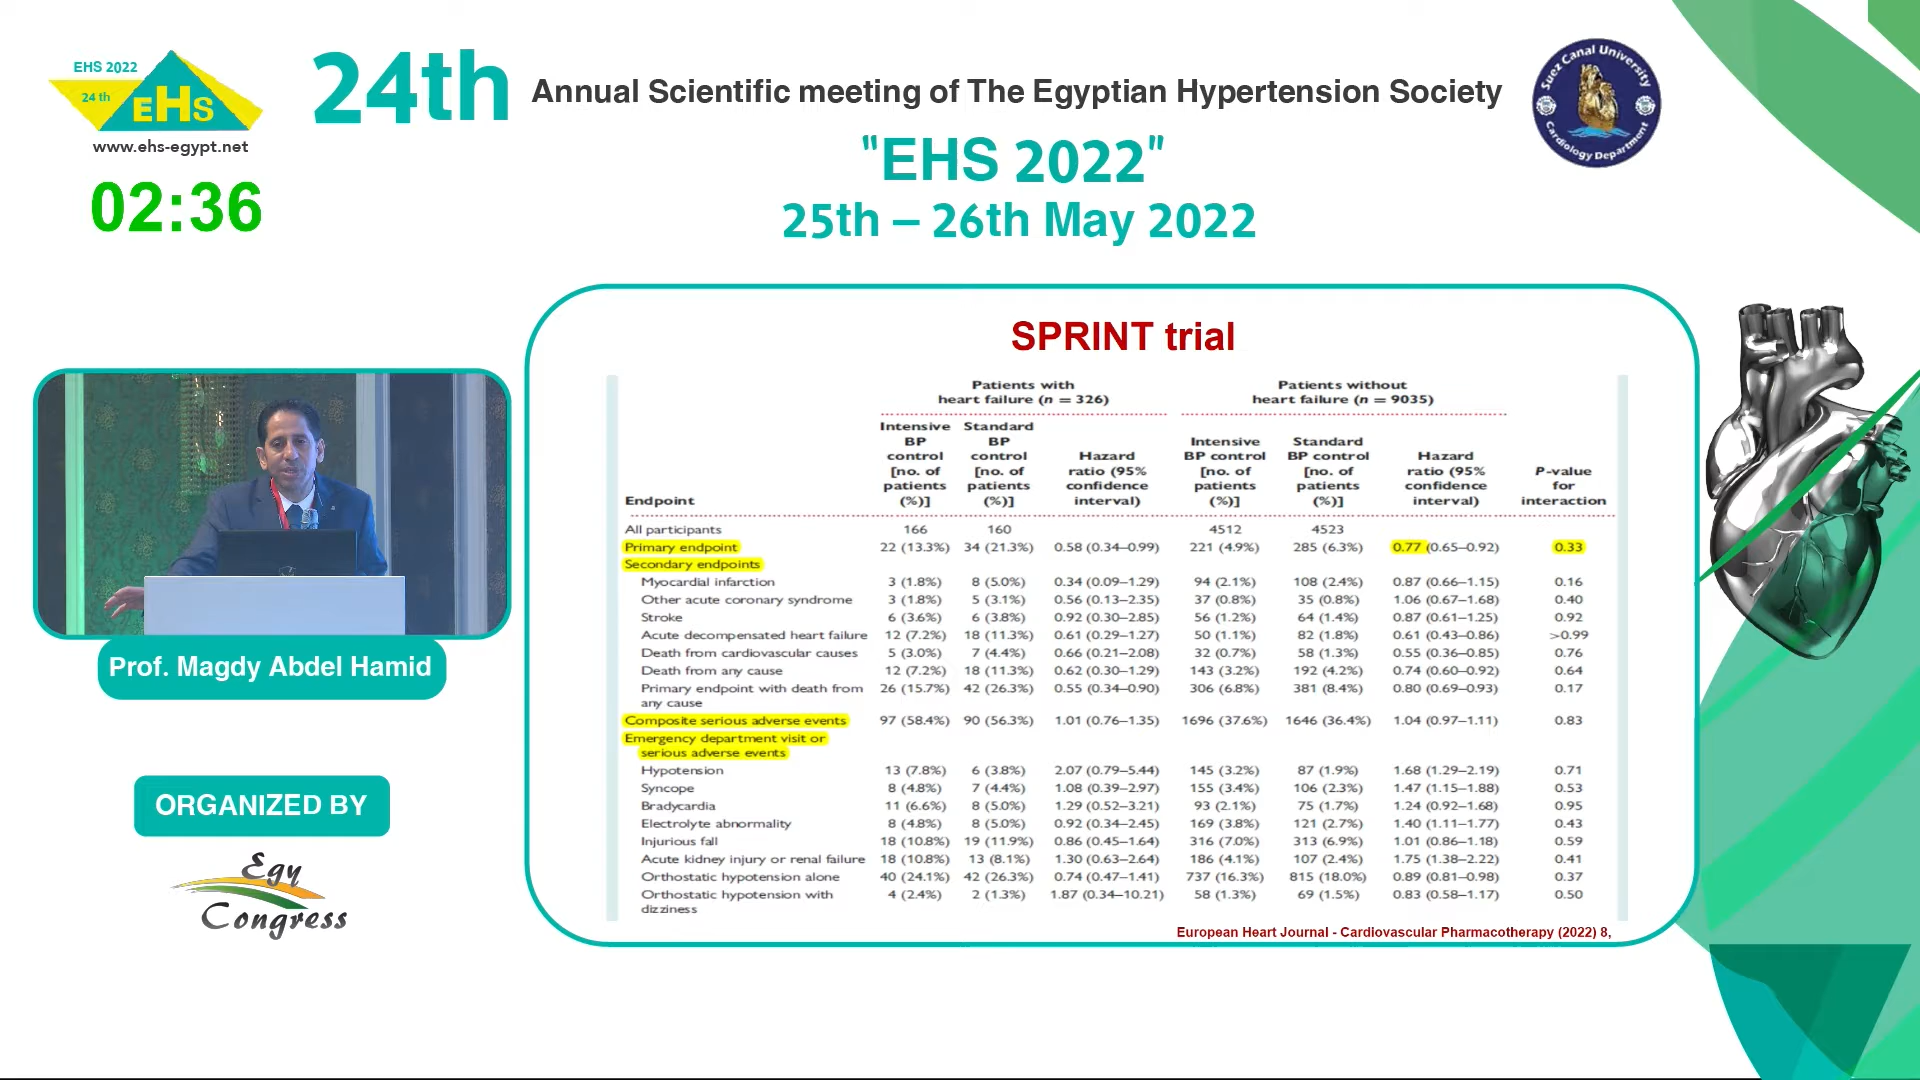 EHS 2022
24 th
EHS
www.ehs-egypt.net
02:36
24th Annual Scientific meeting of The Egyptian Hypertension Society
"EHS 2022"
25th – 26th May 2022
Suez Canal University
Cardiology Department
Prof. Magdy Abdel Hamid
ORGANIZED BY
Egy
Congress
SPRINT trial
Patients with heart failure (n = 326)
Patients without heart failure (n = 9035)
Endpoint
Intensive BP control [no. of patients (%)]
Standard BP control [no. of patients (%)]
Hazard ratio (95% confidence interval)
Intensive BP control [no. of patients (%)]
Standard BP control [no. of patients (%)]
Hazard ratio (95% confidence interval)
P-value for interaction
All participants 166 160 4512 4523
Primary endpoint 22 (13.3%) 34 (21.3%) 0.58 (0.34–0.99) 221 (4.9%) 285 (6.3%) 0.77 (0.65–0.92) 0.33
Secondary endpoints
Myocardial infarction 3 (1.8%) 8 (5.0%) 0.34 (0.09–1.29) 94 (2.1%) 108 (2.4%) 0.87 (0.66–1.15) 0.16
Other acute coronary syndrome 3 (1.8%) 5 (3.1%) 0.56 (0.13–2.35) 37 (0.8%) 35 (0.8%) 1.06 (0.67–1.68) 0.40
Stroke 6 (3.6%) 6 (3.8%) 0.92 (0.30–2.85) 56 (1.2%) 64 (1.4%) 0.87 (0.61–1.25) 0.92
Acute decompensated heart failure 12 (7.2%) 18 (11.3%) 0.61 (0.29–1.27) 50 (1.1%) 82 (1.8%) 0.61 (0.43–0.86) >0.99
Death from cardiovascular causes 5 (3.0%) 7 (4.4%) 0.66 (0.21–2.08) 32 (0.7%) 58 (1.3%) 0.55 (0.36–0.85) 0.76
Death from any cause 12 (7.2%) 18 (11.3%) 0.62 (0.30–1.29) 143 (3.2%) 192 (4.2%) 0.74 (0.60–0.92) 0.64
Primary endpoint with death from 26 (15.7%) 42 (26.3%) 0.55 (0.34–0.90) 306 (6.8%) 381 (8.4%) 0.80 (0.69–0.93) 0.17
any cause
Composite serious adverse events 97 (58.4%) 90 (56.3%) 1.01 (0.76–1.35) 1696 (37.6%) 1646 (36.4%) 1.04 (0.97–1.11) 0.83
Emergency department visit or
serious adverse events
Hypotension 13 (7.8%) 6 (3.8%) 2.07 (0.79–5.44) 145 (3.2%) 87 (1.9%) 1.68 (1.29–2.19) 0.71
Syncope 8 (4.8%) 7 (4.4%) 1.08 (0.39–2.97) 155 (3.4%) 106 (2.3%) 1.47 (1.15–1.88) 0.53
Bradycardia 11 (6.6%) 8 (5.0%) 1.29 (0.52–3.21) 93 (2.1%) 75 (1.7%) 1.24 (0.92–1.68) 0.95
Electrolyte abnormality 8 (4.8%) 8 (5.0%) 0.92 (0.34–2.45) 169 (3.8%) 121 (2.7%) 1.40 (1.11–1.77) 0.43
Injurious fall 18 (10.8%) 19 (11.9%) 0.86 (0.45–1.64) 316 (7.0%) 313 (6.9%) 1.01 (0.86–1.18) 0.59
Acute kidney injury or renal failure 18 (10.8%) 13 (8.1%) 1.30 (0.63–2.64) 186 (4.1%) 107 (2.4%) 1.75 (1.38–2.22) 0.41
Orthostatic hypotension alone 40 (24.1%) 42 (26.3%) 0.74 (0.47–1.41) 737 (16.3%) 815 (18.0%) 0.89 (0.81–0.98) 0.37
Orthostatic hypotension with 4 (2.4%) 2 (1.3%) 1.87 (0.34–10.21) 58 (1.3%) 69 (1.5%) 0.83 (0.58–1.17) 0.50
dizziness
European Heart Journal - Cardiovascular Pharmacotherapy (2022) 8,